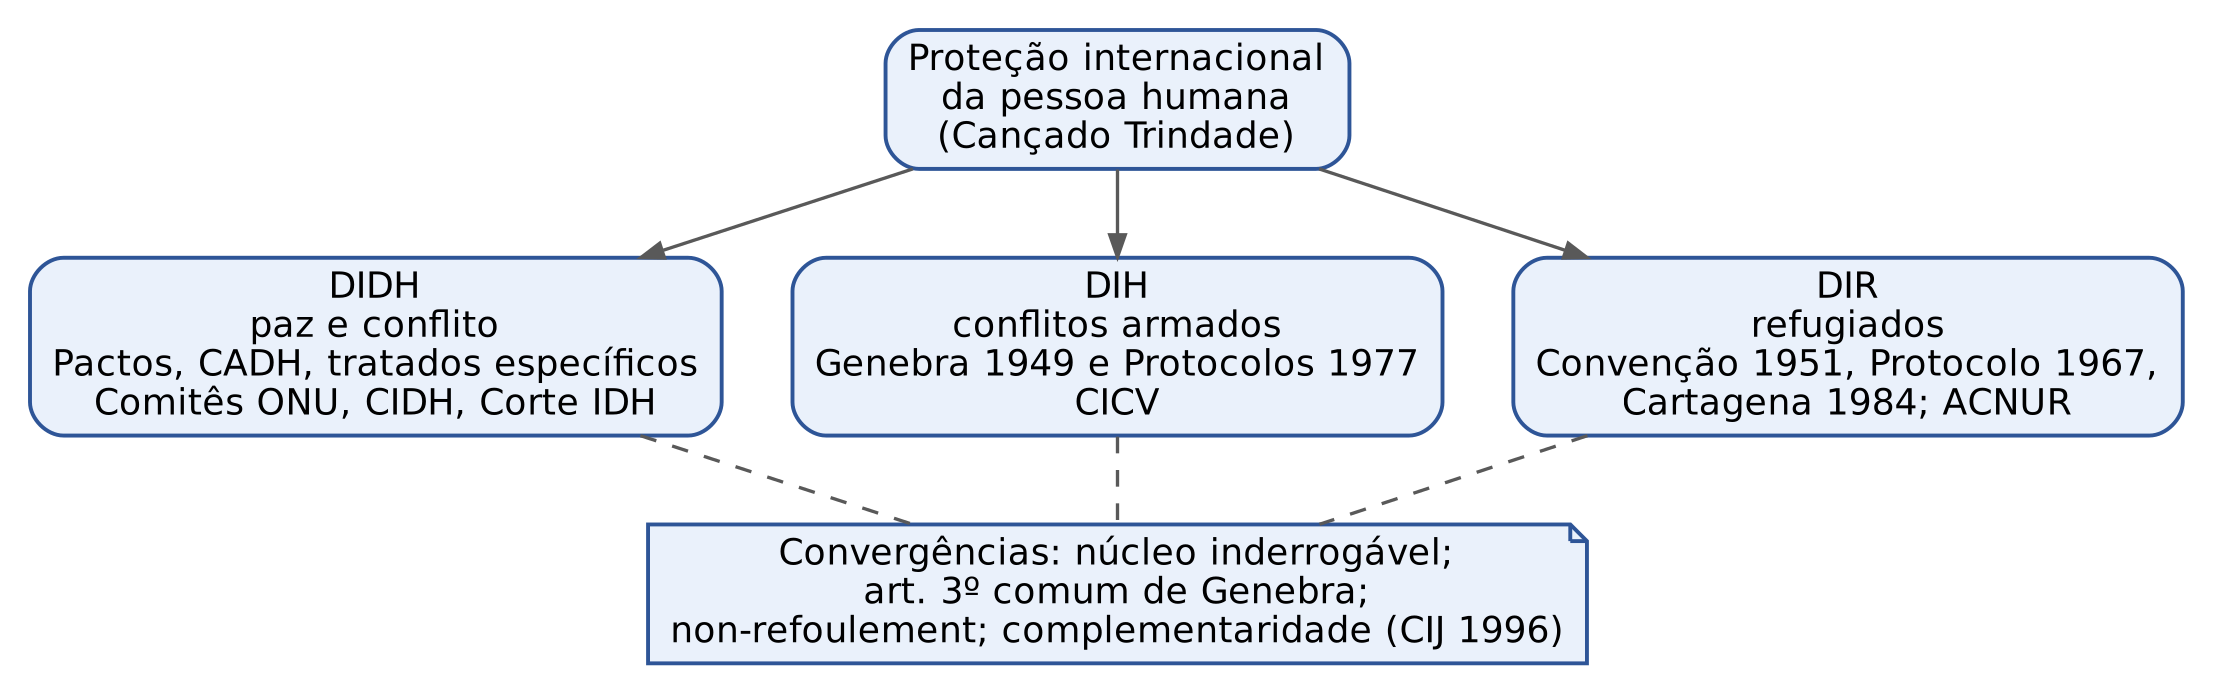 Proteção internacional
da pessoa humana
(Cançado Trindade)
DIDH
paz e conflito
Pactos, CADH, tratados específicos
Comitês ONU, CIDH, Corte IDH
DIH
conflitos armados
Genebra 1949 e Protocolos 1977
CICV
DIR
refugiados
Convenção 1951, Protocolo 1967,
Cartagena 1984; ACNUR
Convergências: núcleo inderrogável;
art. 3º comum de Genebra;
non-refoulement; complementaridade (CIJ 1996)